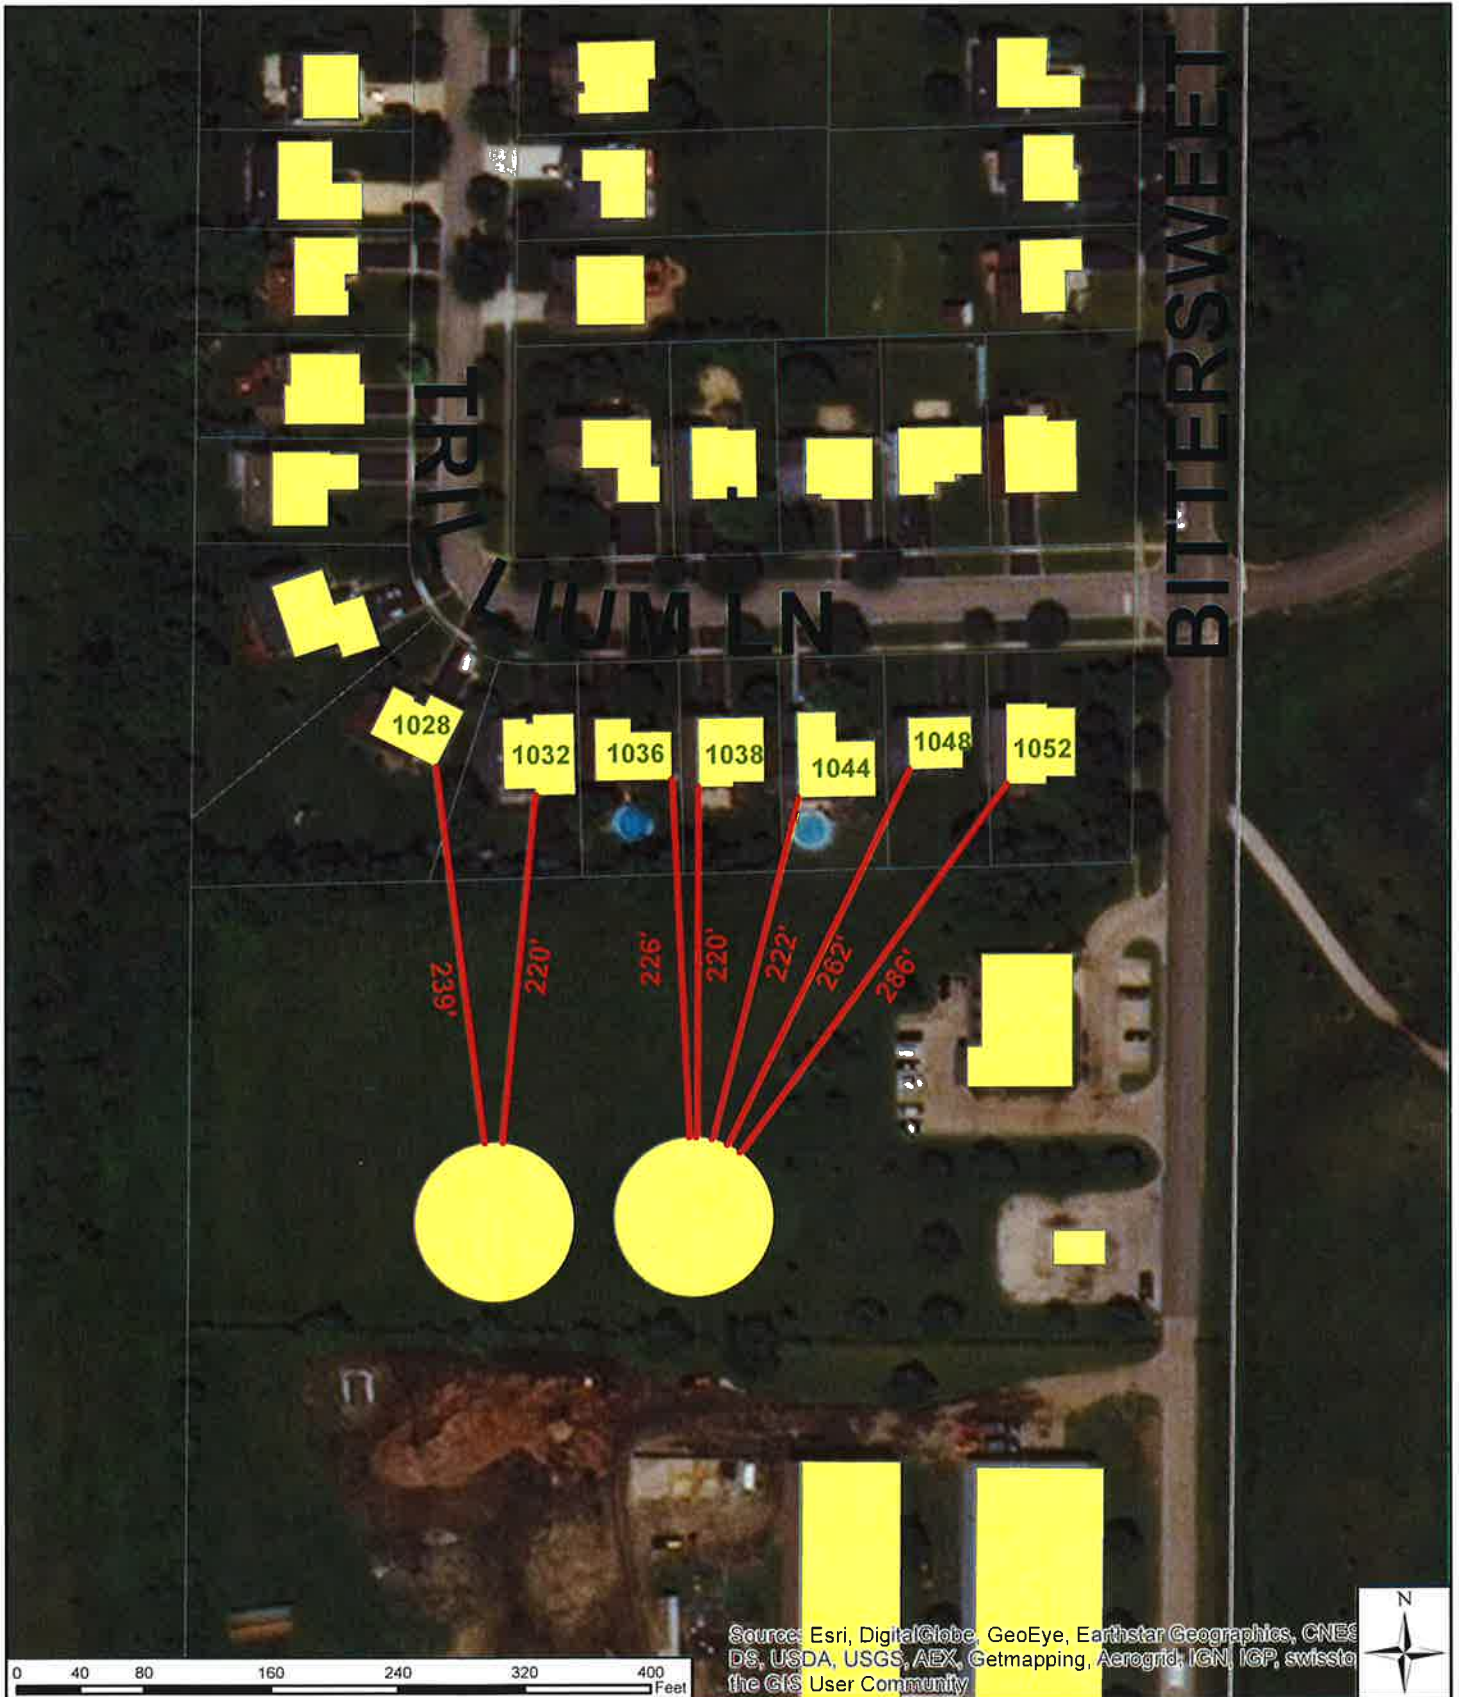 BITTERSWEET
TRILLIUM LN
1028
1032
1036
1038
1044
1048
1052
239'
220'
226'
220'
222'
262'
286'
Source: Esri, DigitalGlobe, GeoEye, Earthstar Geographics, CNES
DS, USDA, USGS, AEX, Getmapping, Aerogrid, IGN, IGP, swissto
the GIS User Community
N
0 40 80 160 240 320 400
Feet